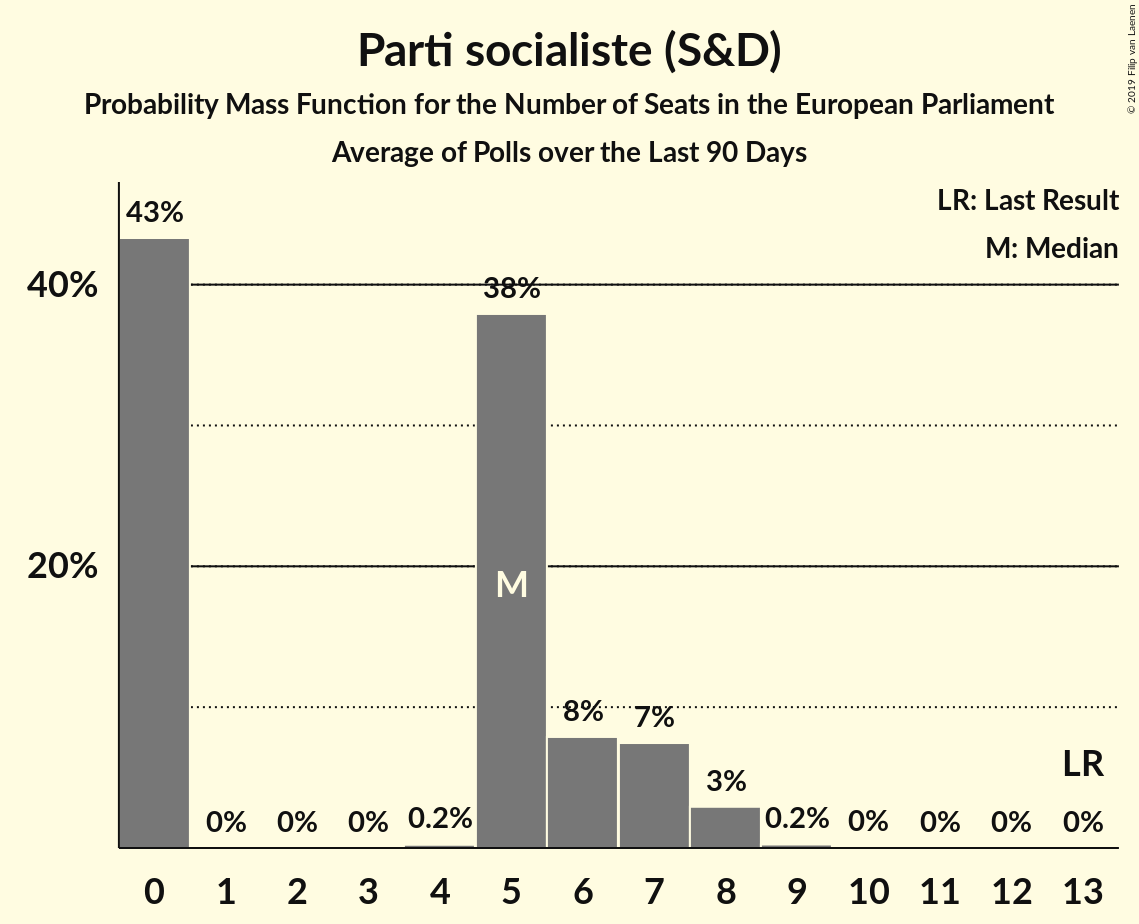 Parti socialiste (S&D)
Probability Mass Function for the Number of Seats in the European Parliament
Average of Polls over the Last 90 Days
© 2019 Filip van Laenen
LR: Last Result
M: Median
43%
40%
38%
20%
M
8%
7%
LR
3%
0%
0%
0%
0.2%
0.2%
0%
0%
0%
0%
0 1 2 3 4 5 6 7 8 9 10 11 12 13